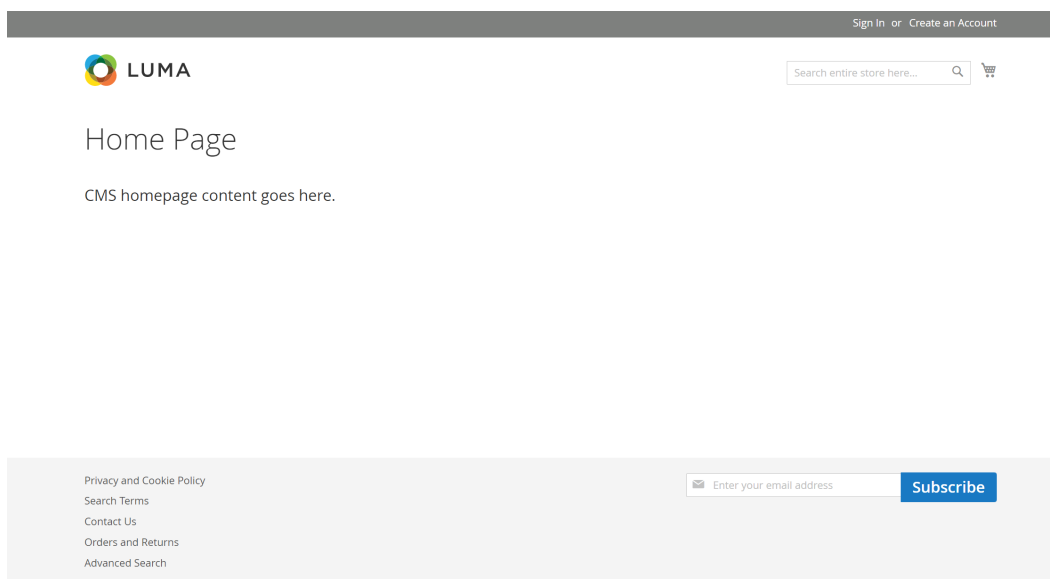 Sign In or Create an Account
LUMA
Search entire store here...
Home Page
CMS homepage content goes here.
Privacy and Cookie Policy
Search Terms
Contact Us
Orders and Returns
Advanced Search
Enter your email address
Subscribe